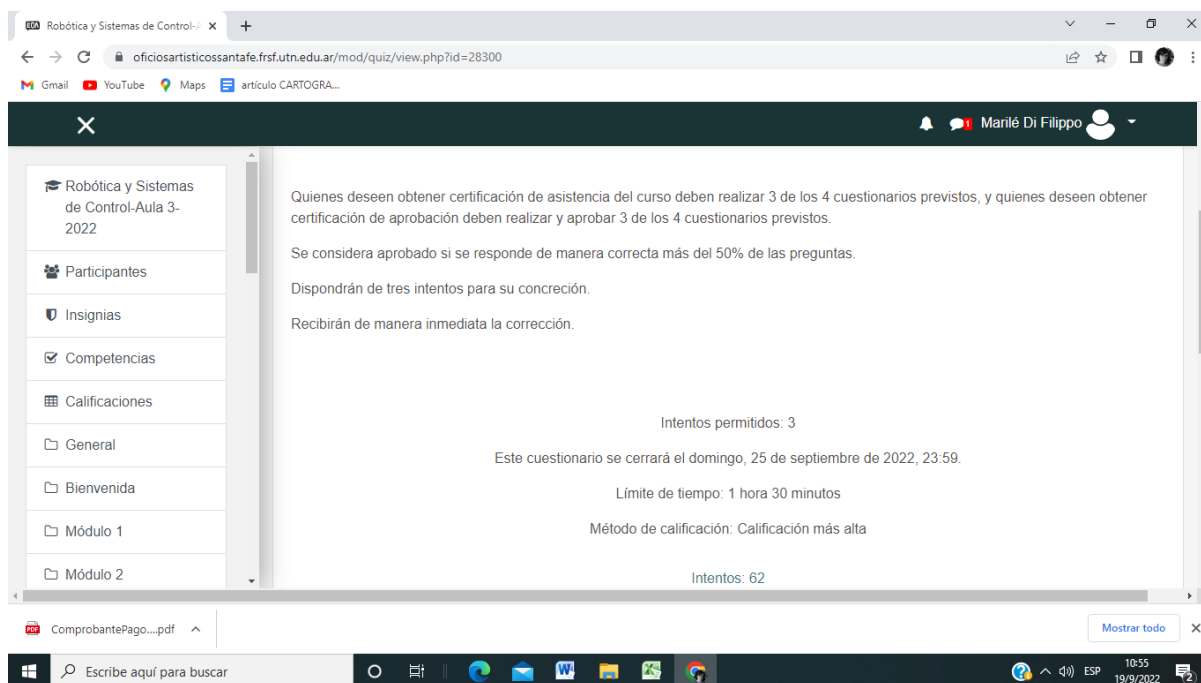 Robótica y Sistemas de Control-A
oficiosartisticossantafe.frsf.utn.edu.ar/mod/quiz/view.php?id=28300
Gmail YouTube Maps artículo CARTOGRA...
1 Marilé Di Filippo
Robótica y Sistemas
de Control-Aula 3-
2022
Participantes
Insignias
Competencias
Calificaciones
General
Bienvenida
Módulo 1
Módulo 2
Quienes deseen obtener certificación de asistencia del curso deben realizar 3 de los 4 cuestionarios previstos, y quienes deseen obtener
certificación de aprobación deben realizar y aprobar 3 de los 4 cuestionarios previstos.
Se considera aprobado si se responde de manera correcta más del 50% de las preguntas.
Dispondrán de tres intentos para su concreción.
Recibirán de manera inmediata la corrección.
Intentos permitidos: 3
Este cuestionario se cerrará el domingo, 25 de septiembre de 2022, 23:59.
Límite de tiempo: 1 hora 30 minutos
Método de calificación: Calificación más alta
Intentos: 62
PDF ComprobantePago....pdf
Mostrar todo
Escribe aquí para buscar
ESP
10:55
19/9/2022
2